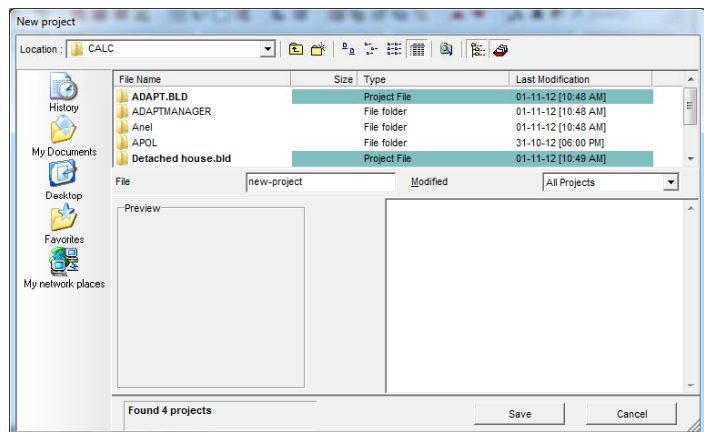 New project
Location : CALC
History
My Documents
Desktop
Favorites
My network places
File Name Size Type Last Modification
ADAPT.BLD Project File 01-11-12 [10:48 AM]
ADAPTMANAGER File folder 01-11-12 [10:48 AM]
Anel File folder 01-11-12 [10:48 AM]
APOL File folder 31-10-12 [06:00 PM]
Detached house.bld Project File 01-11-12 [10:49 AM]
File new-project Modified All Projects
Preview
Found 4 projects
Save Cancel